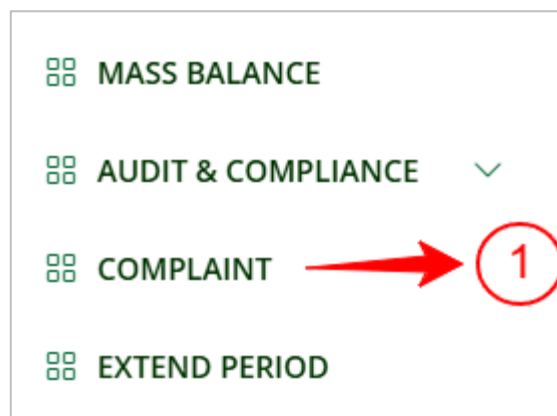 MASS BALANCE
AUDIT & COMPLIANCE
COMPLAINT 1
EXTEND PERIOD